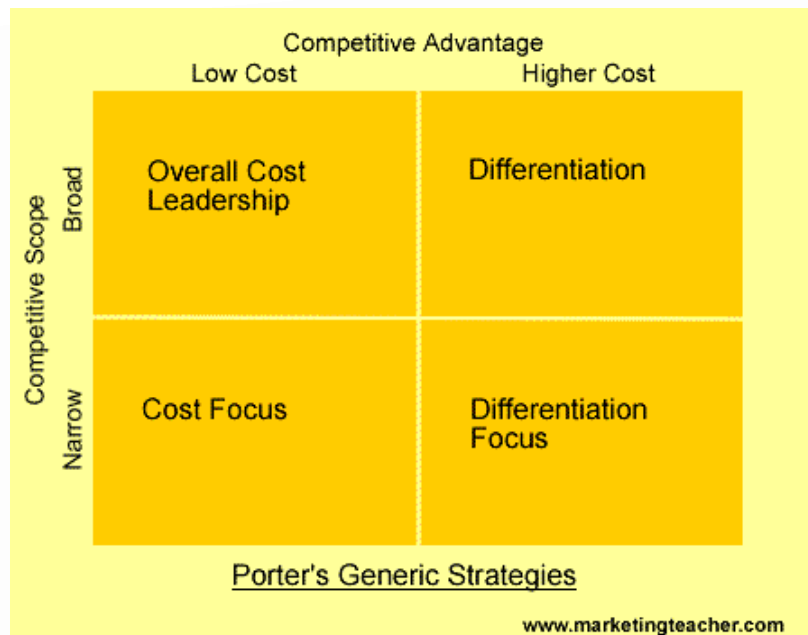 Competitive Advantage
Low Cost
Higher Cost
Competitive Scope
Broad
Overall Cost
Leadership
Differentiation
Narrow
Cost Focus
Differentiation
Focus
Porter's Generic Strategies
www.marketingteacher.com